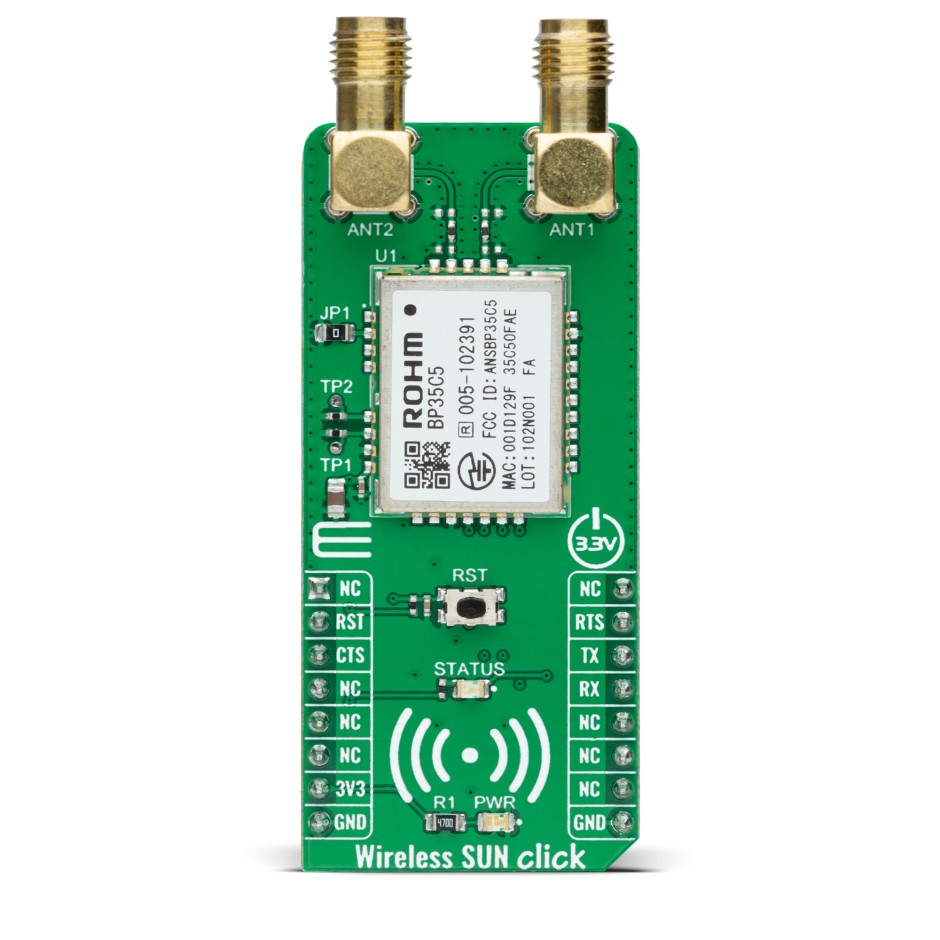 ANT2
ANT1
U1
JP1
0
TP2
TP1
ROHM
BP35C5
R 005-102391
FCC ID:ANSBP35C5
MAC:001D129F 35C50FAE
LOT:102N001 FA
3.3V
RST
STATUS
NC
RST
CTS
NC
NC
NC
3V3
GND
NC
RTS
TX
RX
NC
NC
NC
GND
R1
PWR
4700
Wireless SUN click